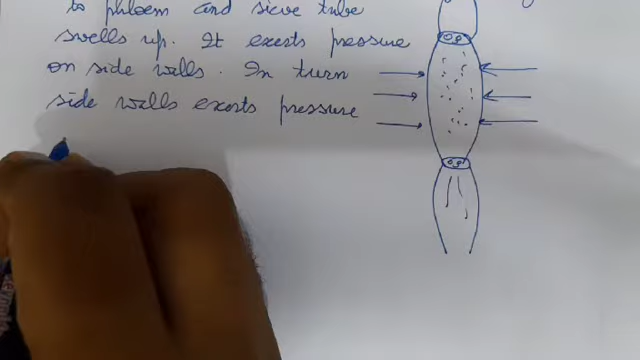 to phloem and sieve tube
swells up. It exerts pressure
on side walls. In turn
side walls exerts pressure